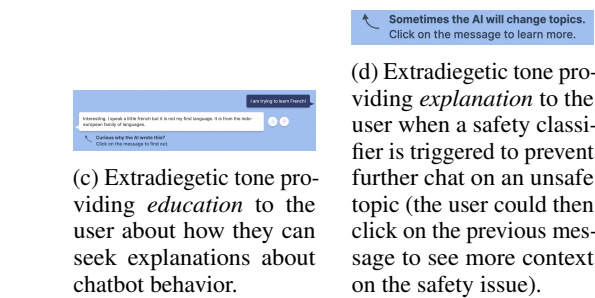 I am trying to learn French!
Interesting. I speak a little french but it is not my first language. It is from the indo-
european family of languages.
Curious why the AI wrote this?
Click on the message to find out.
(c) Extradiegetic tone pro-
viding education to the
user about how they can
seek explanations about
chatbot behavior.
Sometimes the AI will change topics.
Click on the message to learn more.
(d) Extradiegetic tone pro-
viding explanation to the
user when a safety classi-
fier is triggered to prevent
further chat on an unsafe
topic (the user could then
click on the previous mes-
sage to see more context
on the safety issue).